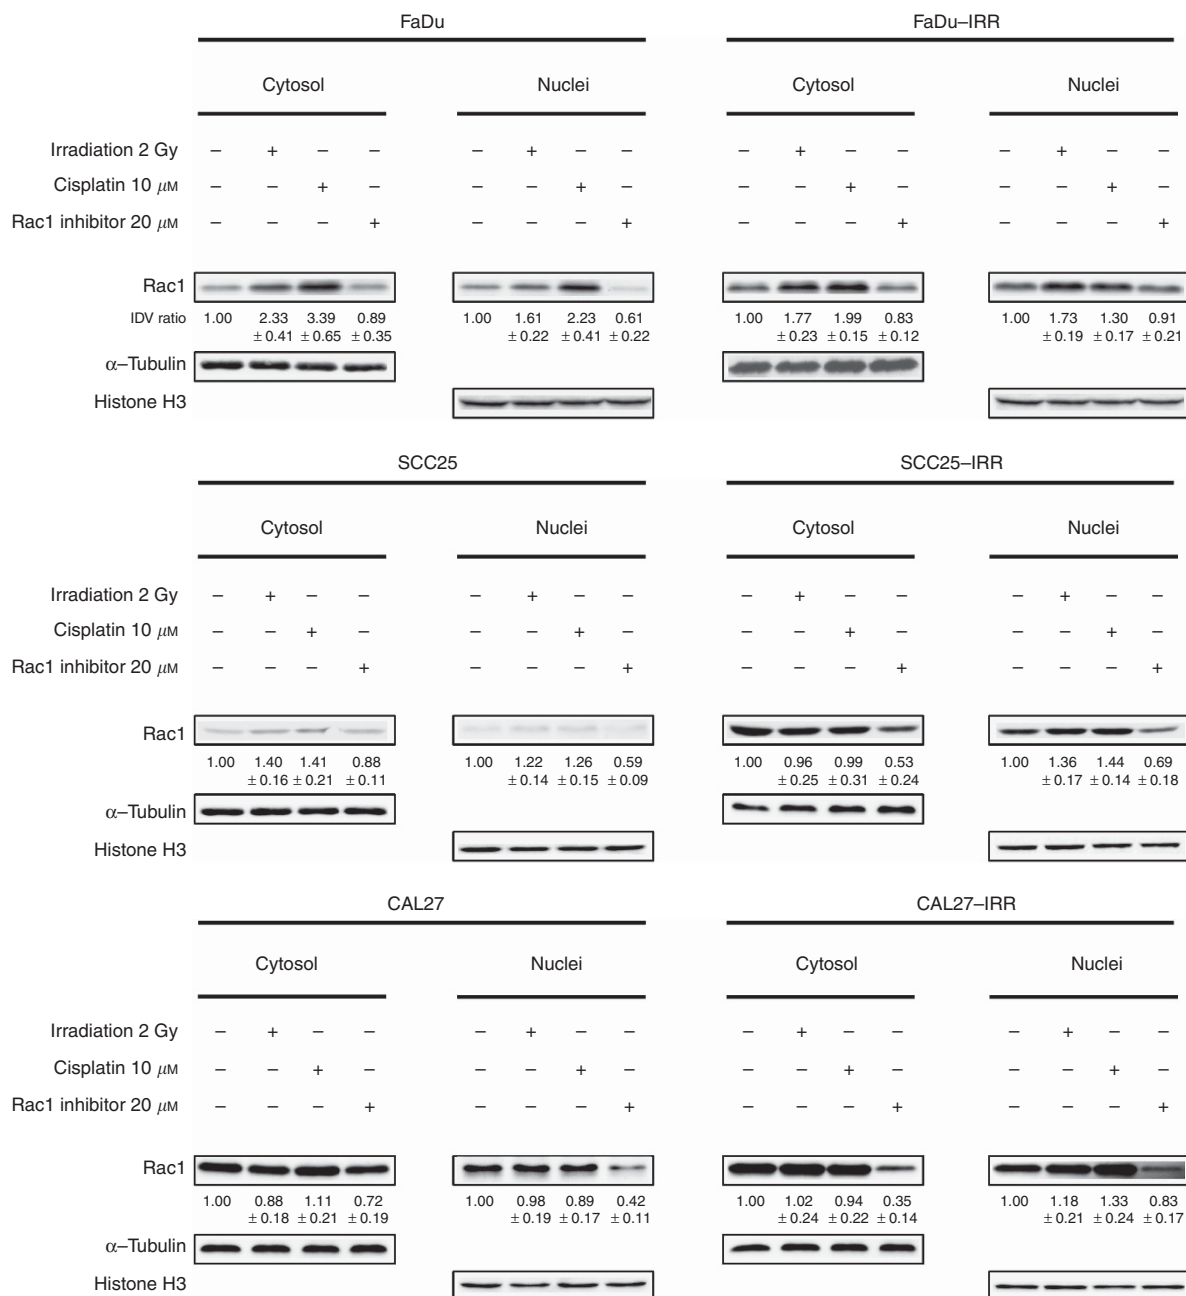 FaDu FaDu–IRR
Cytosol Nuclei Cytosol Nuclei
Irradiation 2 Gy – + – – – + – – – + – – – + – –
Cisplatin 10 μM – – + – – – + – – – + – – – + –
Rac1 inhibitor 20 μM – – – + – – – + – – – + – – – +
Rac1
IDV ratio 1.00 2.33 3.39 0.89 1.00 1.61 2.23 0.61 1.00 1.77 1.99 0.83 1.00 1.73 1.30 0.91
± 0.41 ± 0.65 ± 0.35 ± 0.22 ± 0.41 ± 0.22 ± 0.23 ± 0.15 ± 0.12 ± 0.19 ± 0.17 ± 0.21
α–Tubulin
Histone H3
SCC25 SCC25–IRR
Cytosol Nuclei Cytosol Nuclei
Irradiation 2 Gy – + – – – + – – – + – – – + – –
Cisplatin 10 μM – – + – – – + – – – + – – – + –
Rac1 inhibitor 20 μM – – – + – – – + – – – + – – – +
Rac1
1.00 1.40 1.41 0.88 1.00 1.22 1.26 0.59 1.00 0.96 0.99 0.53 1.00 1.36 1.44 0.69
± 0.16 ± 0.21 ± 0.11 ± 0.14 ± 0.15 ± 0.09 ± 0.25 ± 0.31 ± 0.24 ± 0.17 ± 0.14 ± 0.18
α–Tubulin
Histone H3
CAL27 CAL27–IRR
Cytosol Nuclei Cytosol Nuclei
Irradiation 2 Gy – + – – – + – – – + – – – + – –
Cisplatin 10 μM – – + – – – + – – – + – – – + –
Rac1 inhibitor 20 μM – – – + – – – + – – – + – – – +
Rac1
1.00 0.88 1.11 0.72 1.00 0.98 0.89 0.42 1.00 1.02 0.94 0.35 1.00 1.18 1.33 0.83
± 0.18 ± 0.21 ± 0.19 ± 0.19 ± 0.17 ± 0.11 ± 0.24 ± 0.22 ± 0.14 ± 0.21 ± 0.24 ± 0.17
α–Tubulin
Histone H3